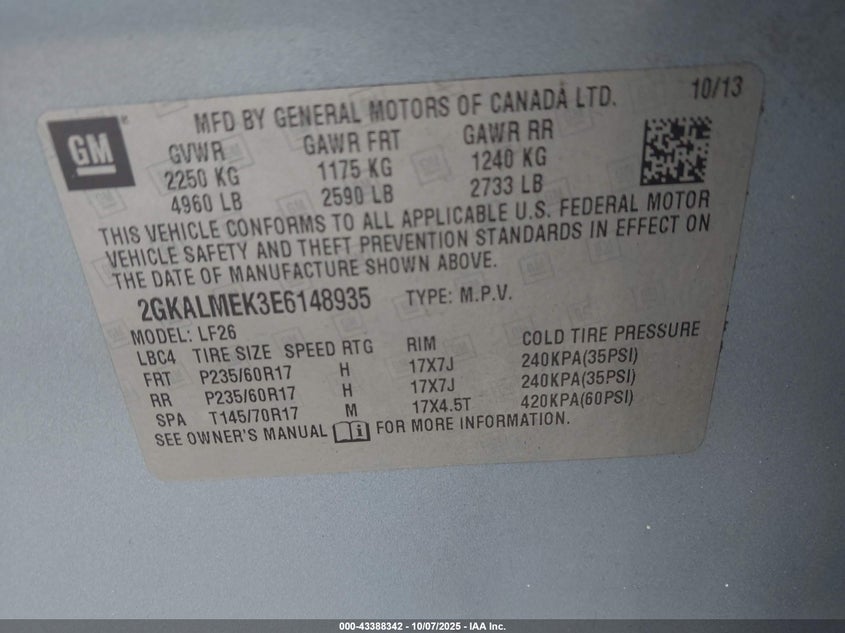 GM
MFD BY GENERAL MOTORS OF CANADA LTD. 10/13
GVWR GAWR FRT GAWR RR
2250 KG 1175 KG 1240 KG
4960 LB 2590 LB 2733 LB
THIS VEHICLE CONFORMS TO ALL APPLICABLE U.S. FEDERAL MOTOR
VEHICLE SAFETY AND THEFT PREVENTION STANDARDS IN EFFECT ON
THE DATE OF MANUFACTURE SHOWN ABOVE.
2GKALMEK3E6148935 TYPE: M.P.V.
MODEL: LF26
LBC4 TIRE SIZE SPEED RTG RIM COLD TIRE PRESSURE
FRT P235/60R17 H 17X7J 240KPA(35PSI)
RR P235/60R17 H 17X7J 240KPA(35PSI)
SPA T145/70R17 M 17X4.5T 420KPA(60PSI)
SEE OWNER'S MANUAL FOR MORE INFORMATION.
000-43388342 - 10/07/2025 - IAA Inc.